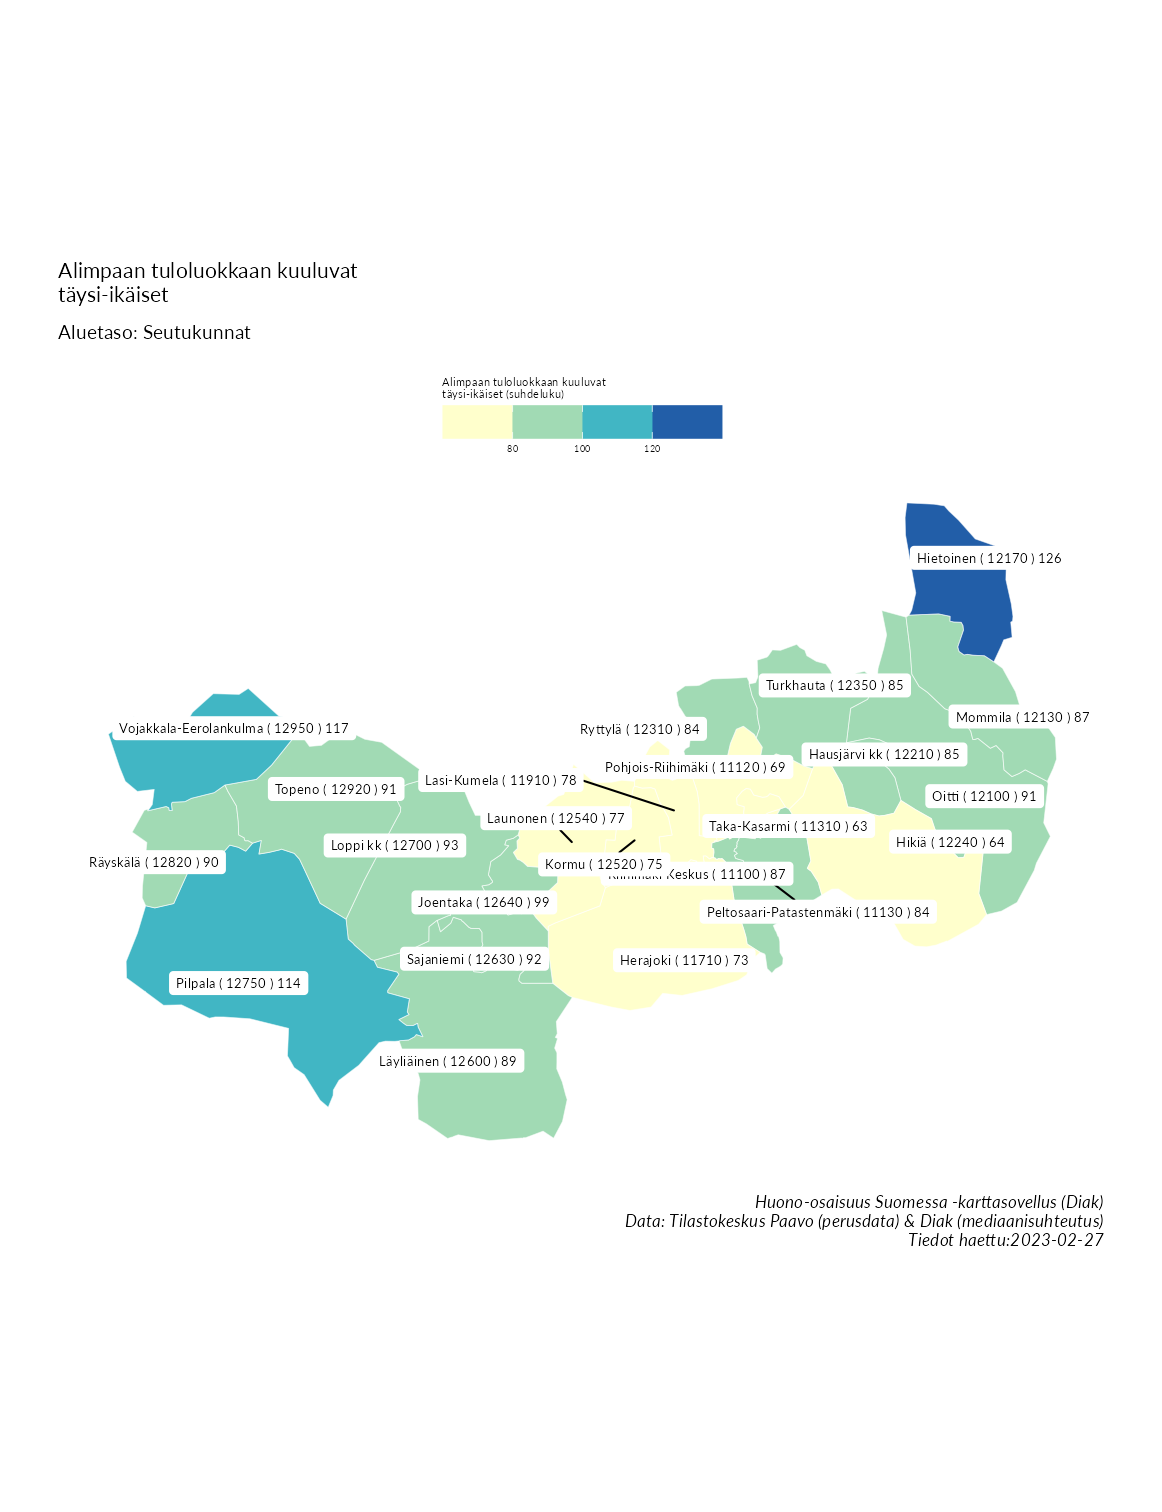 Alimpaan tuloluokkaan kuuluvat
täysi-ikäiset
Aluetaso: Seutukunnat
Alimpaan tuloluokkaan kuuluvat
täysi-ikäiset (suhdeluku)
80 100 120
Hietoinen ( 12170 ) 126
Turkhauta ( 12350 ) 85
Mommila ( 12130 ) 87
Vojakkala-Eerolankulma ( 12950 ) 117
Ryttylä ( 12310 ) 84
Hausjärvi kk ( 12210 ) 85
Pohjois-Riihimäki ( 11120 ) 69
Lasi-Kumela ( 11910 ) 78
Topeno ( 12920 ) 91
Oitti ( 12100 ) 91
Launonen ( 12540 ) 77
Taka-Kasarmi ( 11310 ) 63
Loppi kk ( 12700 ) 93
Hikiä ( 12240 ) 64
Räyskälä ( 12820 ) 90
Kormu ( 12520 ) 75
Keskus ( 11100 ) 87
Joentaka ( 12640 ) 99
Peltosaari-Patastenmäki ( 11130 ) 84
Sajaniemi ( 12630 ) 92
Herajoki ( 11710 ) 73
Pilpala ( 12750 ) 114
Läyliäinen ( 12600 ) 89
Huono-osaisuus Suomessa -karttasovellus (Diak)
Data: Tilastokeskus Paavo (perusdata) & Diak (mediaanisuhteutus)
Tiedot haettu:2023-02-27